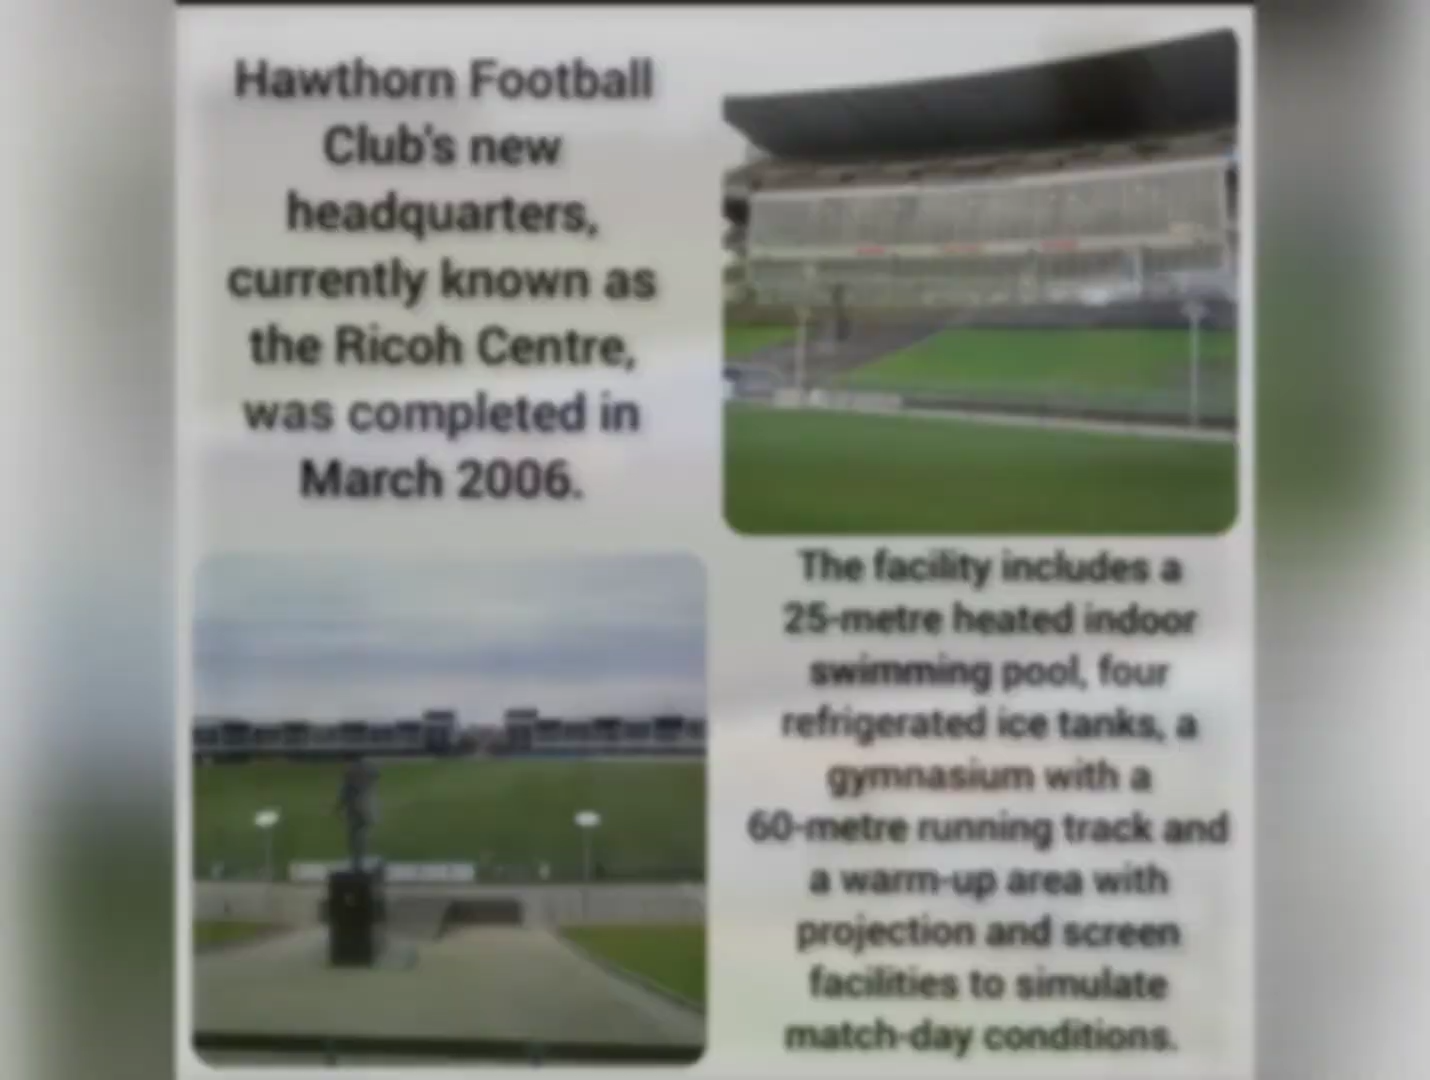 Hawthorn Football
Club's new
headquarters,
currently known as
the Ricoh Centre,
was completed in
March 2006.
The facility includes a
25-metre heated indoor
swimming pool, four
refrigerated ice tanks, a
gymnasium with a
60-metre running track and
a warm-up area with
projection and screen
facilities to simulate
match-day conditions.